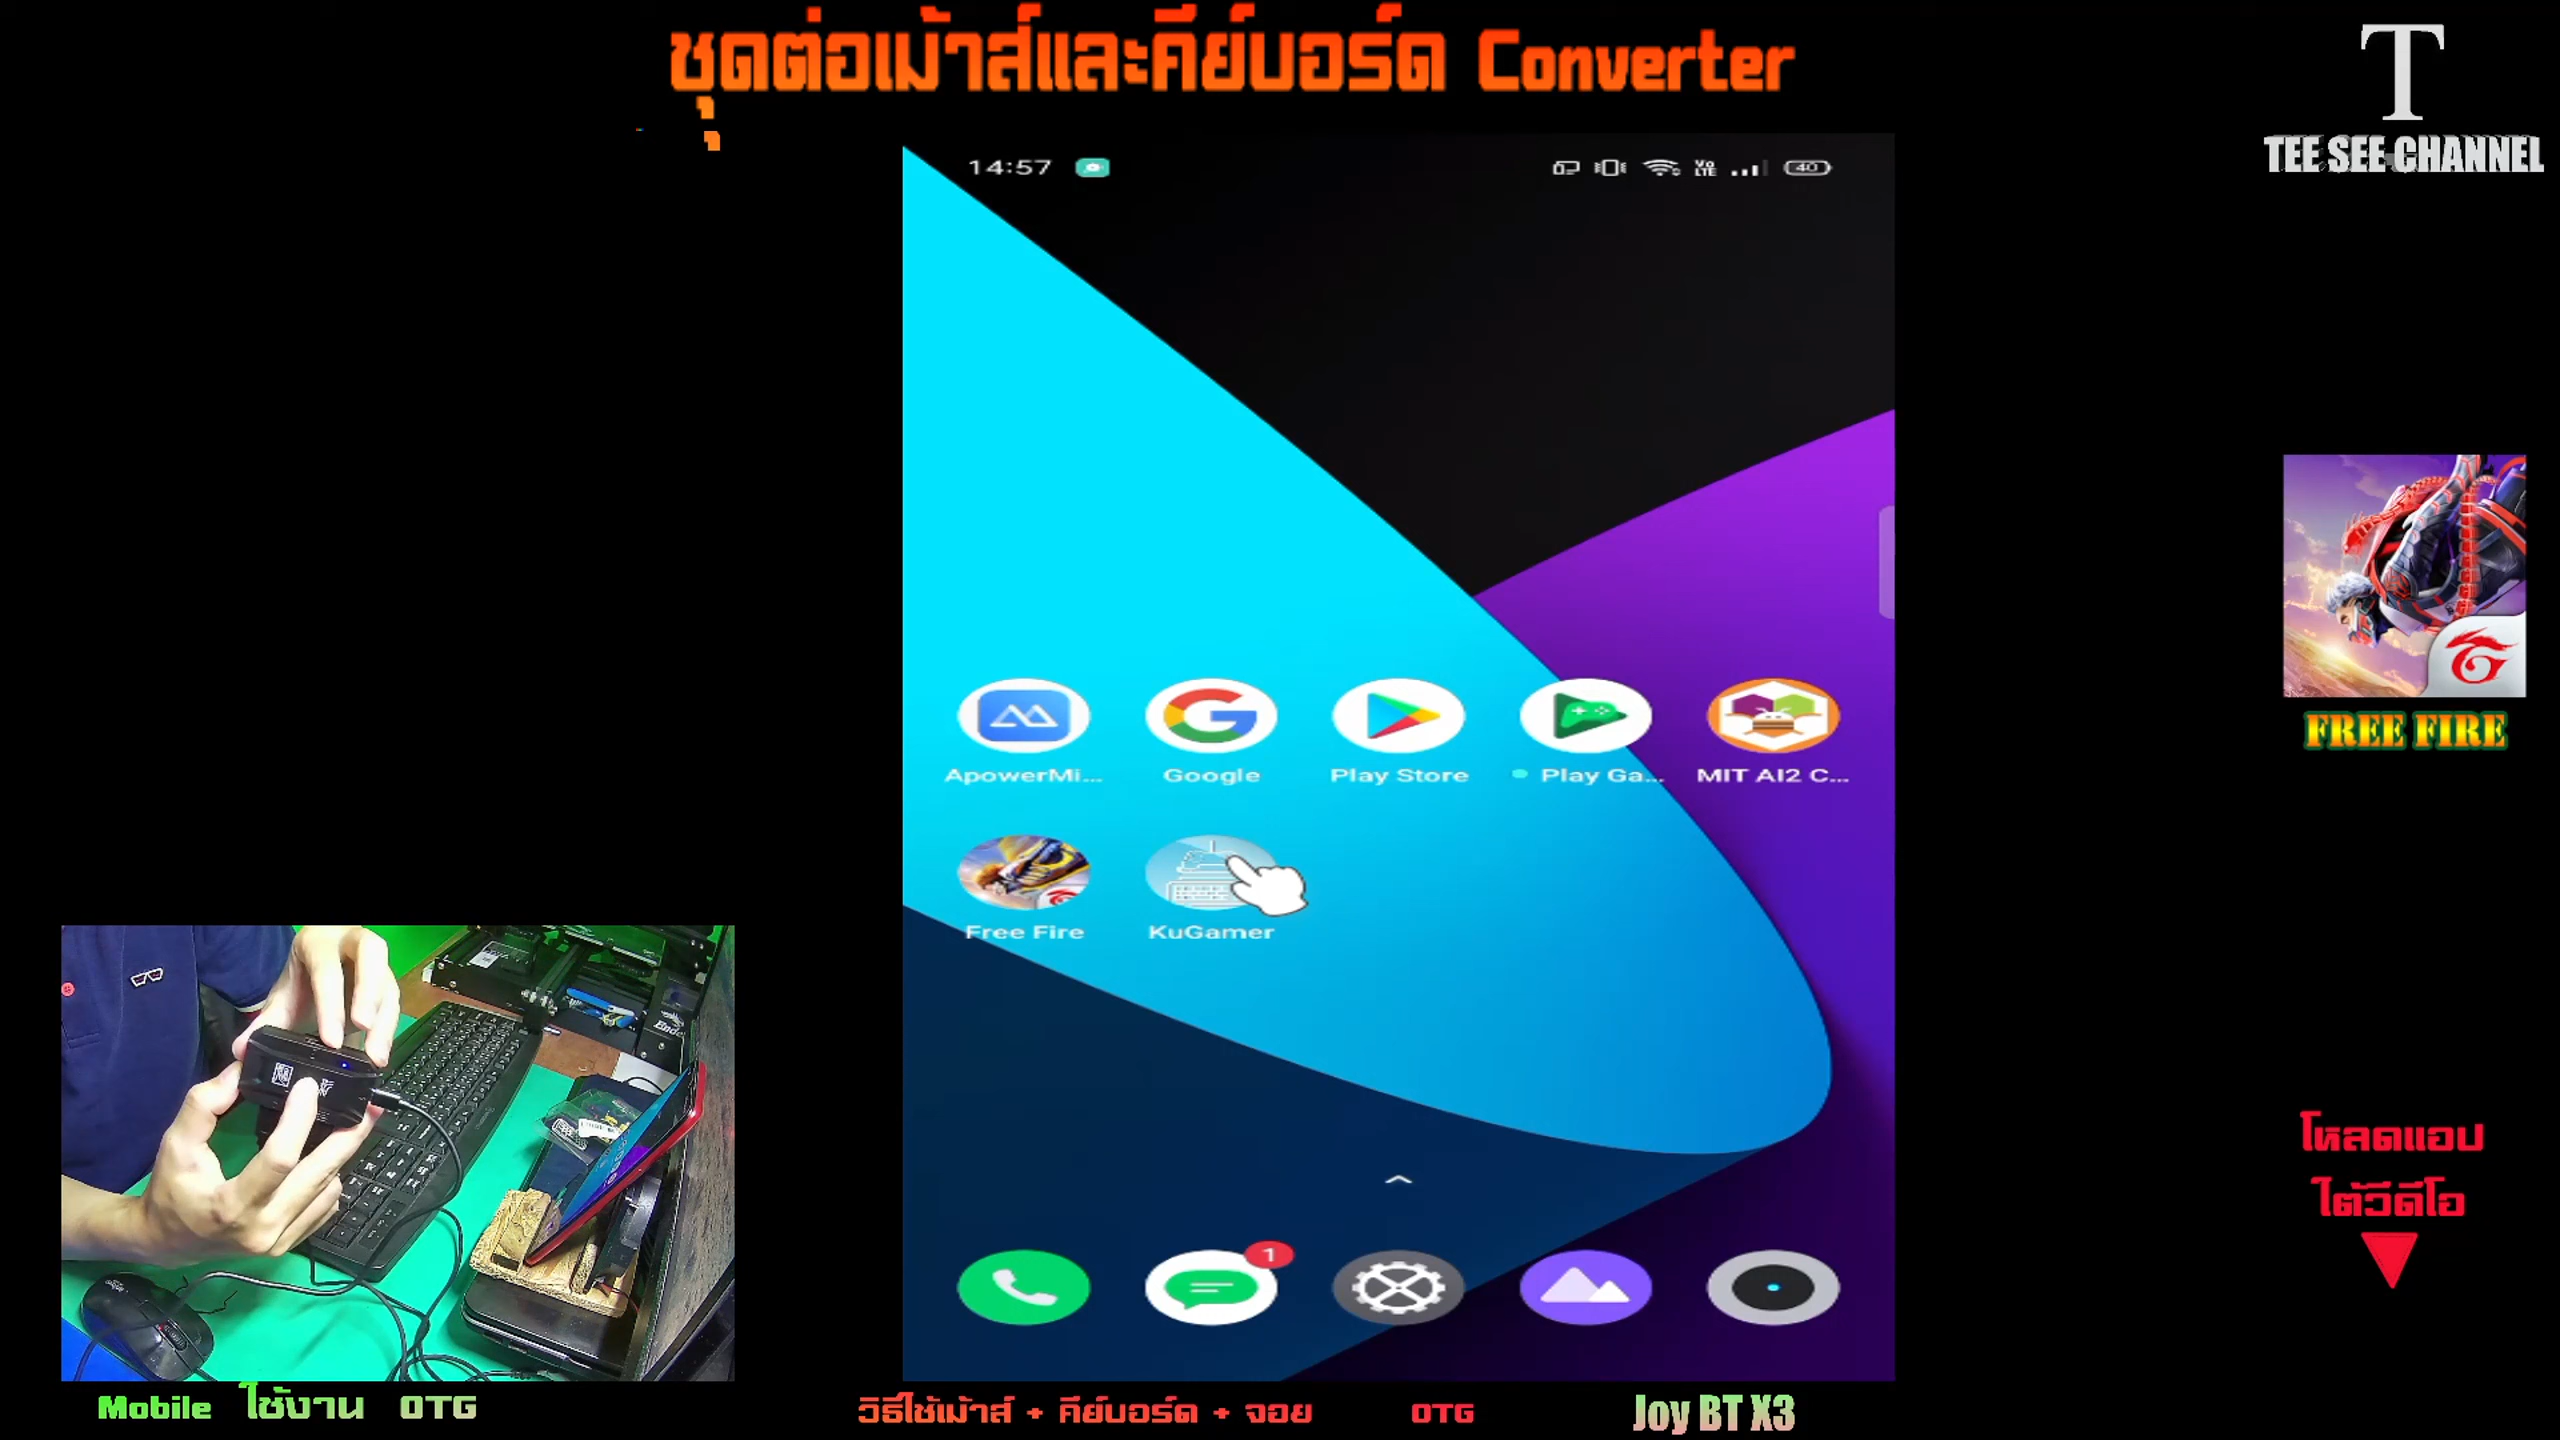 ชุดต่อเม้าส์และคีย์บอร์ด Converter
T
TEE SEE CHANNEL
14:57
VO LTE
40
ApowerMi...
Google
Play Store
Play Ga...
MIT AI2 C...
Free Fire
KuGamer
FREE FIRE
โหลดแอป
ใต้วีดีโอ
1
Mobile ใช้งาน OTG
วิธีใช้เม้าส์ + คีย์บอร์ด + จอย OTG
Joy BT X3